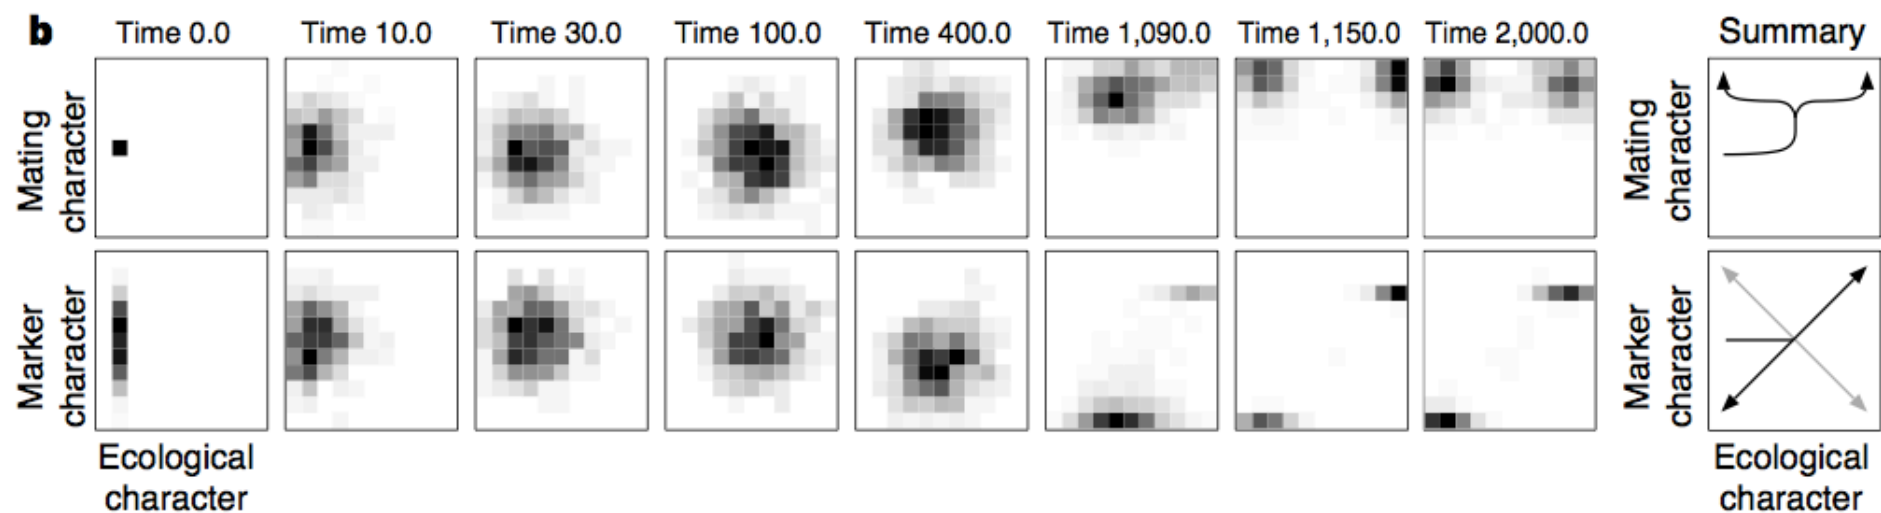 b
Time 0.0
Time 10.0
Time 30.0
Time 100.0
Time 400.0
Time 1,090.0
Time 1,150.0
Time 2,000.0
Summary
Mating
character
Mating
character
Marker
character
Marker
character
Ecological
character
Ecological
character